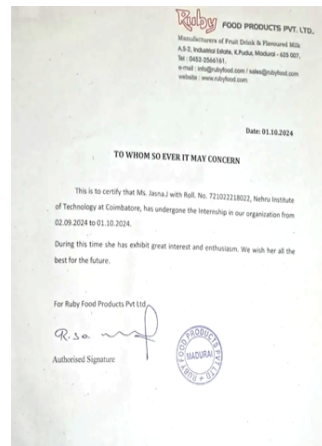 Ruby FOOD PRODUCTS PVT. LTD.,
Manufacturers of Fruit Drink & Flavoured Milk
A.5-2, Industrial Estate, K.Pudur, Madurai - 625 007,
Tel : 0452-2566161,
e-mail : info@rubyfood.com / sales@rubyfood.com
website : www.rubyfood.com
Date: 01.10.2024
TO WHOM SO EVER IT MAY CONCERN
This is to certify that Ms. Jasna.J with Roll. No. 721022218022, Nehru Institute
of Technology at Coimbatore, has undergone the Internship in our organization from
02.09.2024 to 01.10.2024.
During this time she has exhibit great interest and enthusiasm. We wish her all the
best for the future.
For Ruby Food Products Pvt Ltd,
Authorised Signature
RUBY FOOD PRODUCTS PVT LTD
MADURAI